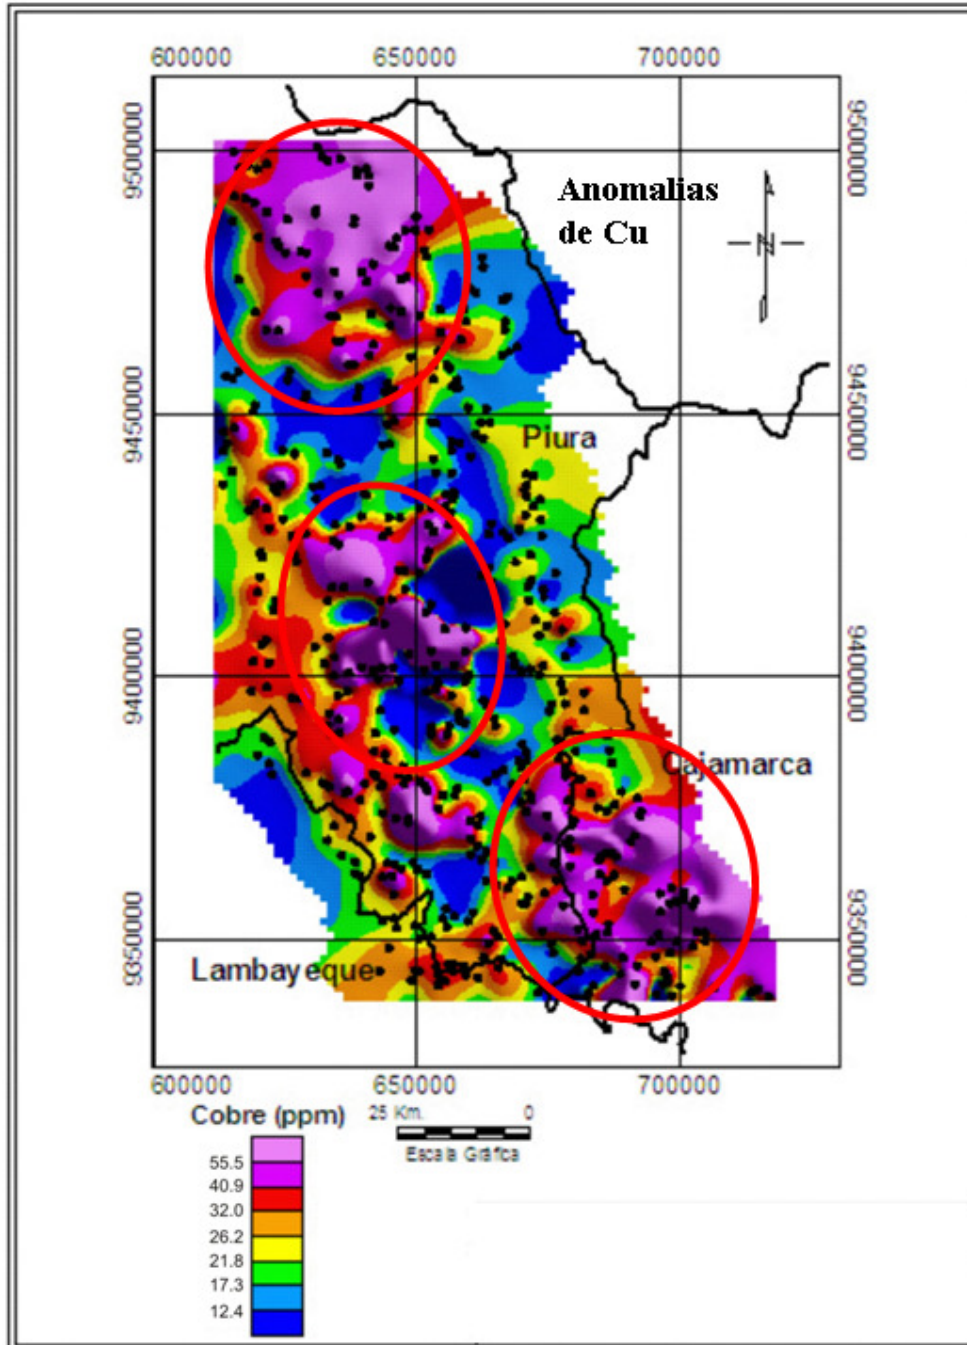 600000 650000 700000
9500000 9500000
Anomalias
de Cu
N
9450000 9450000
Piura
9400000 9400000
Cajamarca
9350000 9350000
Lambayeque
600000 650000 700000
Cobre (ppm)
25 Km. 0
Escala Gráfica
55.5
40.9
32.0
26.2
21.8
17.3
12.4